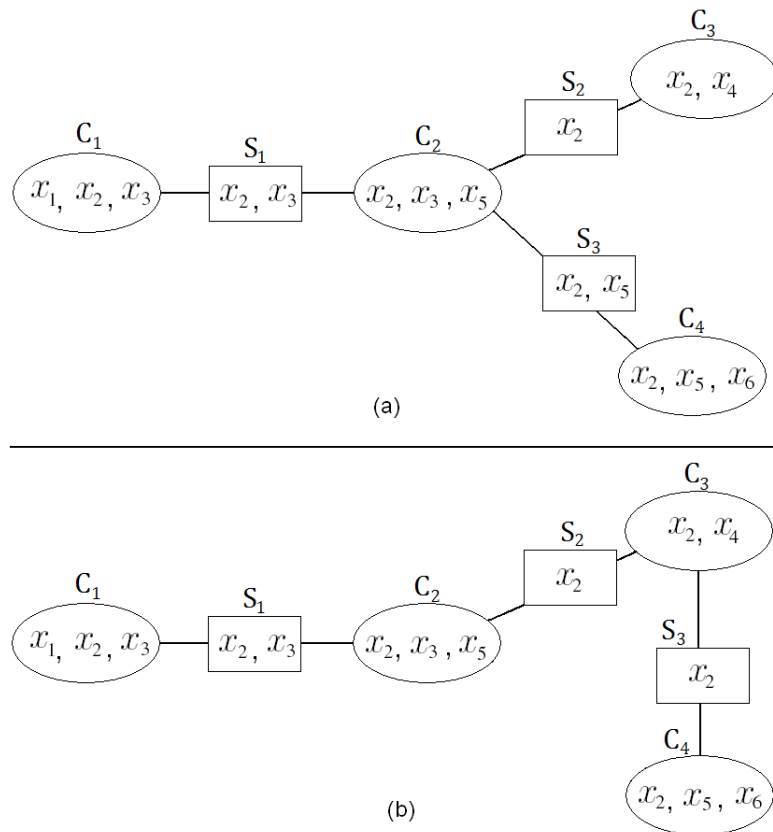 C₃
x₂, x₄
S₂
x₂
C₁
x₁, x₂, x₃
S₁
x₂, x₃
C₂
x₂, x₃, x₅
S₃
x₂, x₅
C₄
x₂, x₅, x₆
(a)
C₃
x₂, x₄
S₂
x₂
C₁
x₁, x₂, x₃
S₁
x₂, x₃
C₂
x₂, x₃, x₅
S₃
x₂
C₄
x₂, x₅, x₆
(b)